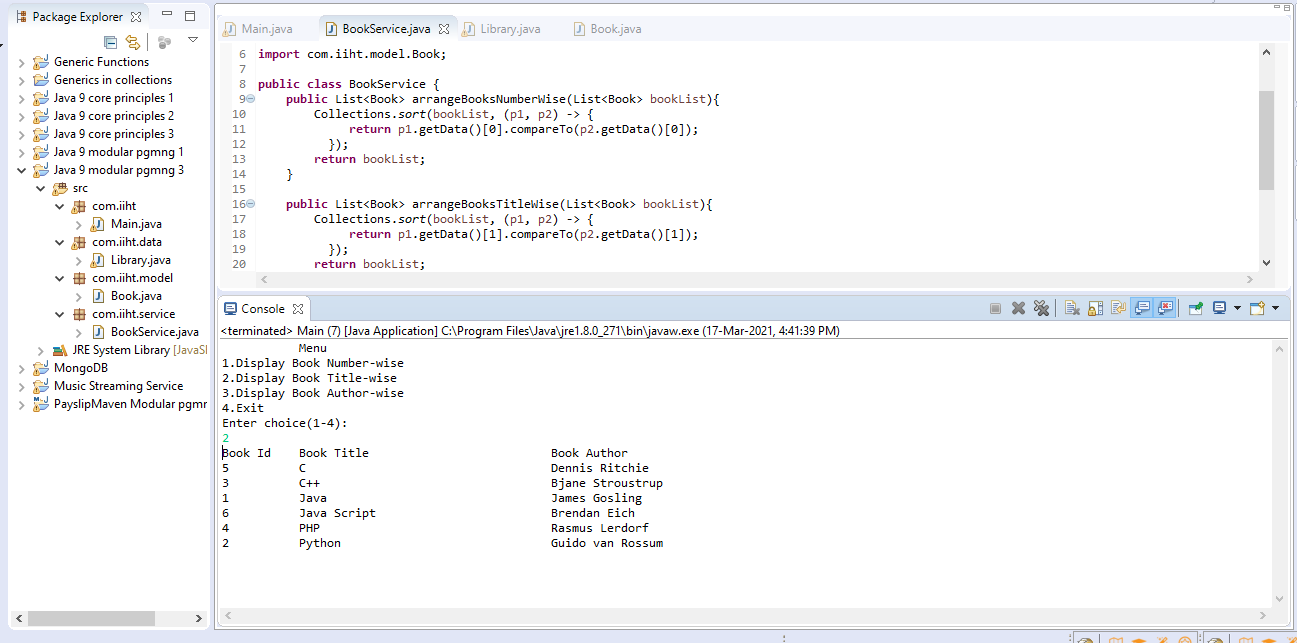 Package Explorer
Generic Functions
Generics in collections
Java 9 core principles 1
Java 9 core principles 2
Java 9 core principles 3
Java 9 modular pgmng 1
Java 9 modular pgmng 3
src
com.iiht
Main.java
com.iiht.data
Library.java
com.iiht.model
Book.java
com.iiht.service
BookService.java
JRE System Library [JavaSI
MongoDB
Music Streaming Service
PayslipMaven Modular pgmr
Main.java BookService.java Library.java Book.java
6 import com.iiht.model.Book;
7
8 public class BookService {
9 public List<Book> arrangeBooksNumberWise(List<Book> bookList){
10 Collections.sort(bookList, (p1, p2) -> {
11 return p1.getData()[0].compareTo(p2.getData()[0]);
12 });
13 return bookList;
14 }
15
16 public List<Book> arrangeBooksTitleWise(List<Book> bookList){
17 Collections.sort(bookList, (p1, p2) -> {
18 return p1.getData()[1].compareTo(p2.getData()[1]);
19 });
20 return bookList;
Console
<terminated> Main (7) [Java Application] C:\Program Files\Java\jre1.8.0_271\bin\javaw.exe (17-Mar-2021, 4:41:39 PM)
Menu
1.Display Book Number-wise
2.Display Book Title-wise
3.Display Book Author-wise
4.Exit
Enter choice(1-4):
2
Book Id Book Title Book Author
5 C Dennis Ritchie
3 C++ Bjane Stroustrup
1 Java James Gosling
6 Java Script Brendan Eich
4 PHP Rasmus Lerdorf
2 Python Guido van Rossum